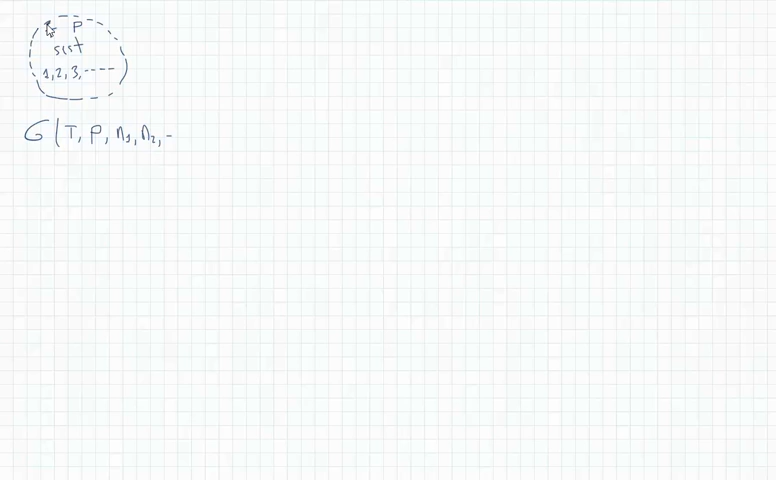 P
sist
1, 2, 3, ----
G(T, P, n₁, n₂, -